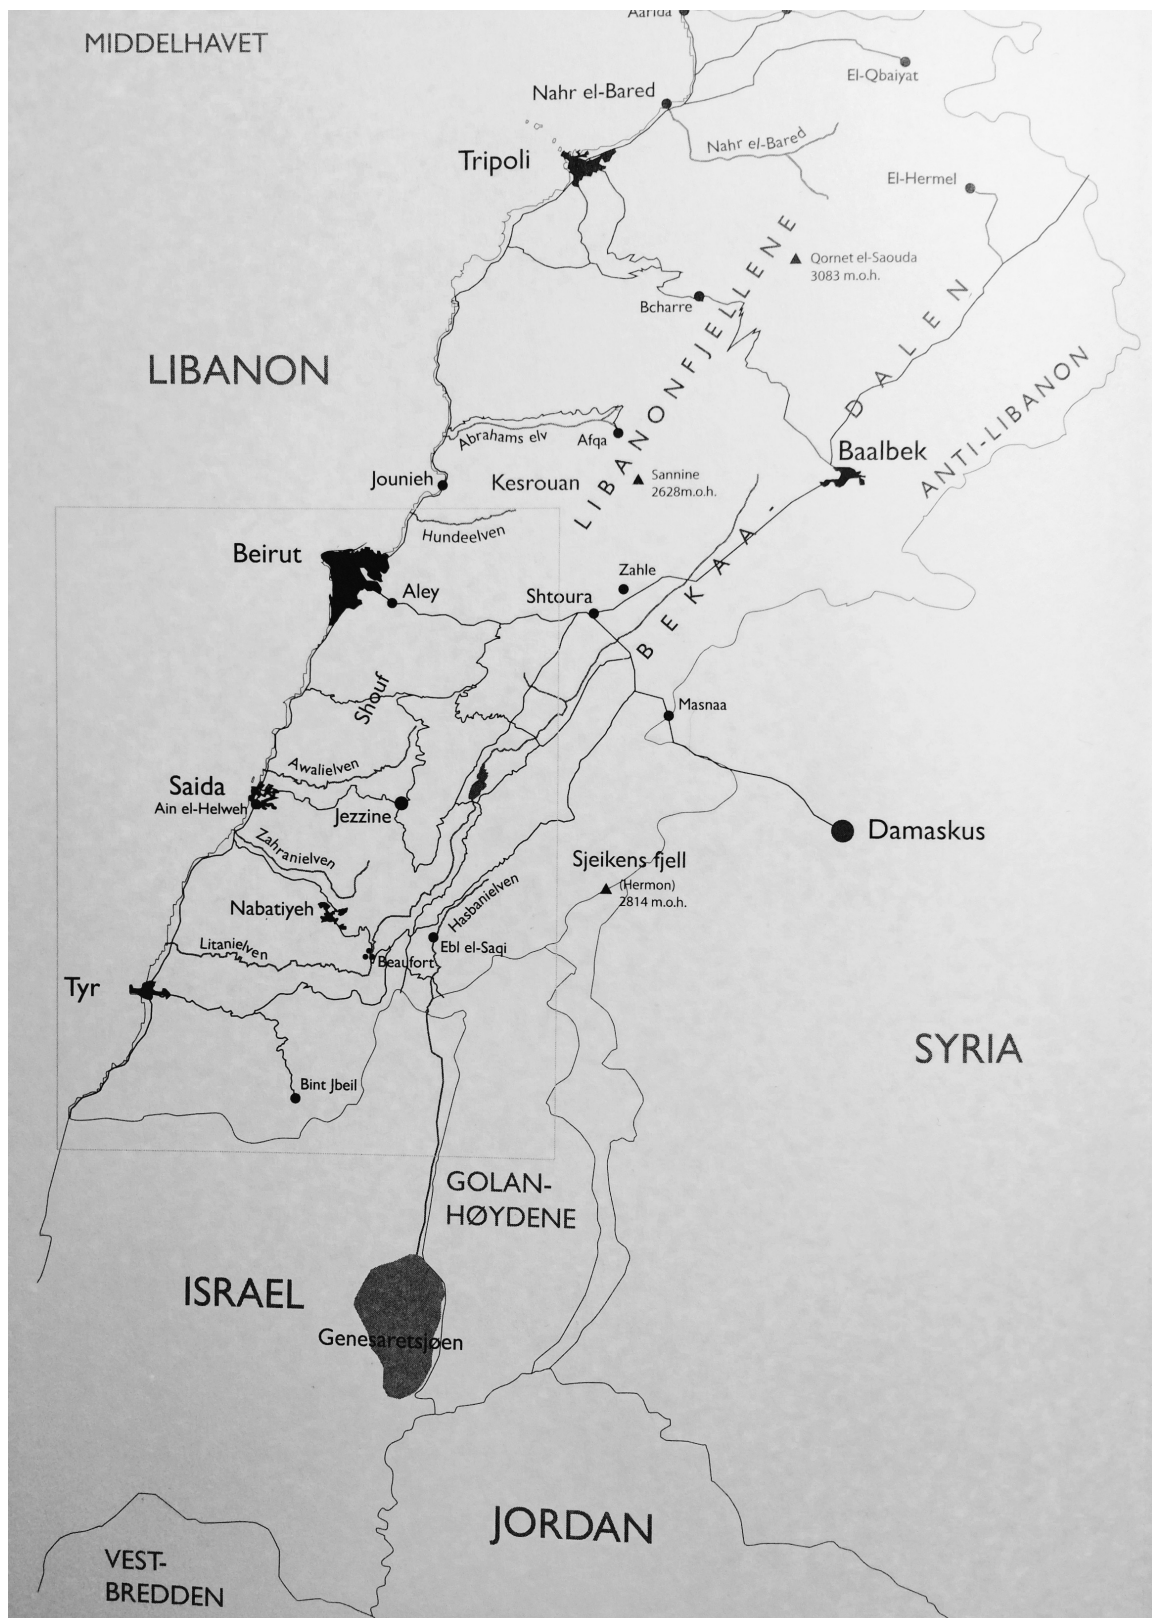 Aarida
MIDDELHAVET
El-Qbaiyat
Nahr el-Bared
Nahr el-Bared
Tripoli
El-Hermel
Qornet el-Saouda
3083 m.o.h.
Bcharre
LIBANONFJELLENE
LIBANON
BEKAA-DALEN
ANTI-LIBANON
Abrahams elv
Afqa
Baalbek
Jounieh
Kesrouan
Sannine
2628m.o.h.
Hundeelven
Beirut
Zahle
Aley
Shtoura
Shouf
Masnaa
Awalielven
Saida
Ain el-Helweh
Jezzine
Damaskus
Zahranielven
Sjeikens fjell
(Hermon)
2814 m.o.h.
Hasbanielven
Nabatiyeh
Litanielven
Ebl el-Saqi
Beaufort
Tyr
SYRIA
Bint Jbeil
GOLAN-
HØYDENE
ISRAEL
Genesaretsjøen
JORDAN
VEST-
BREDDEN